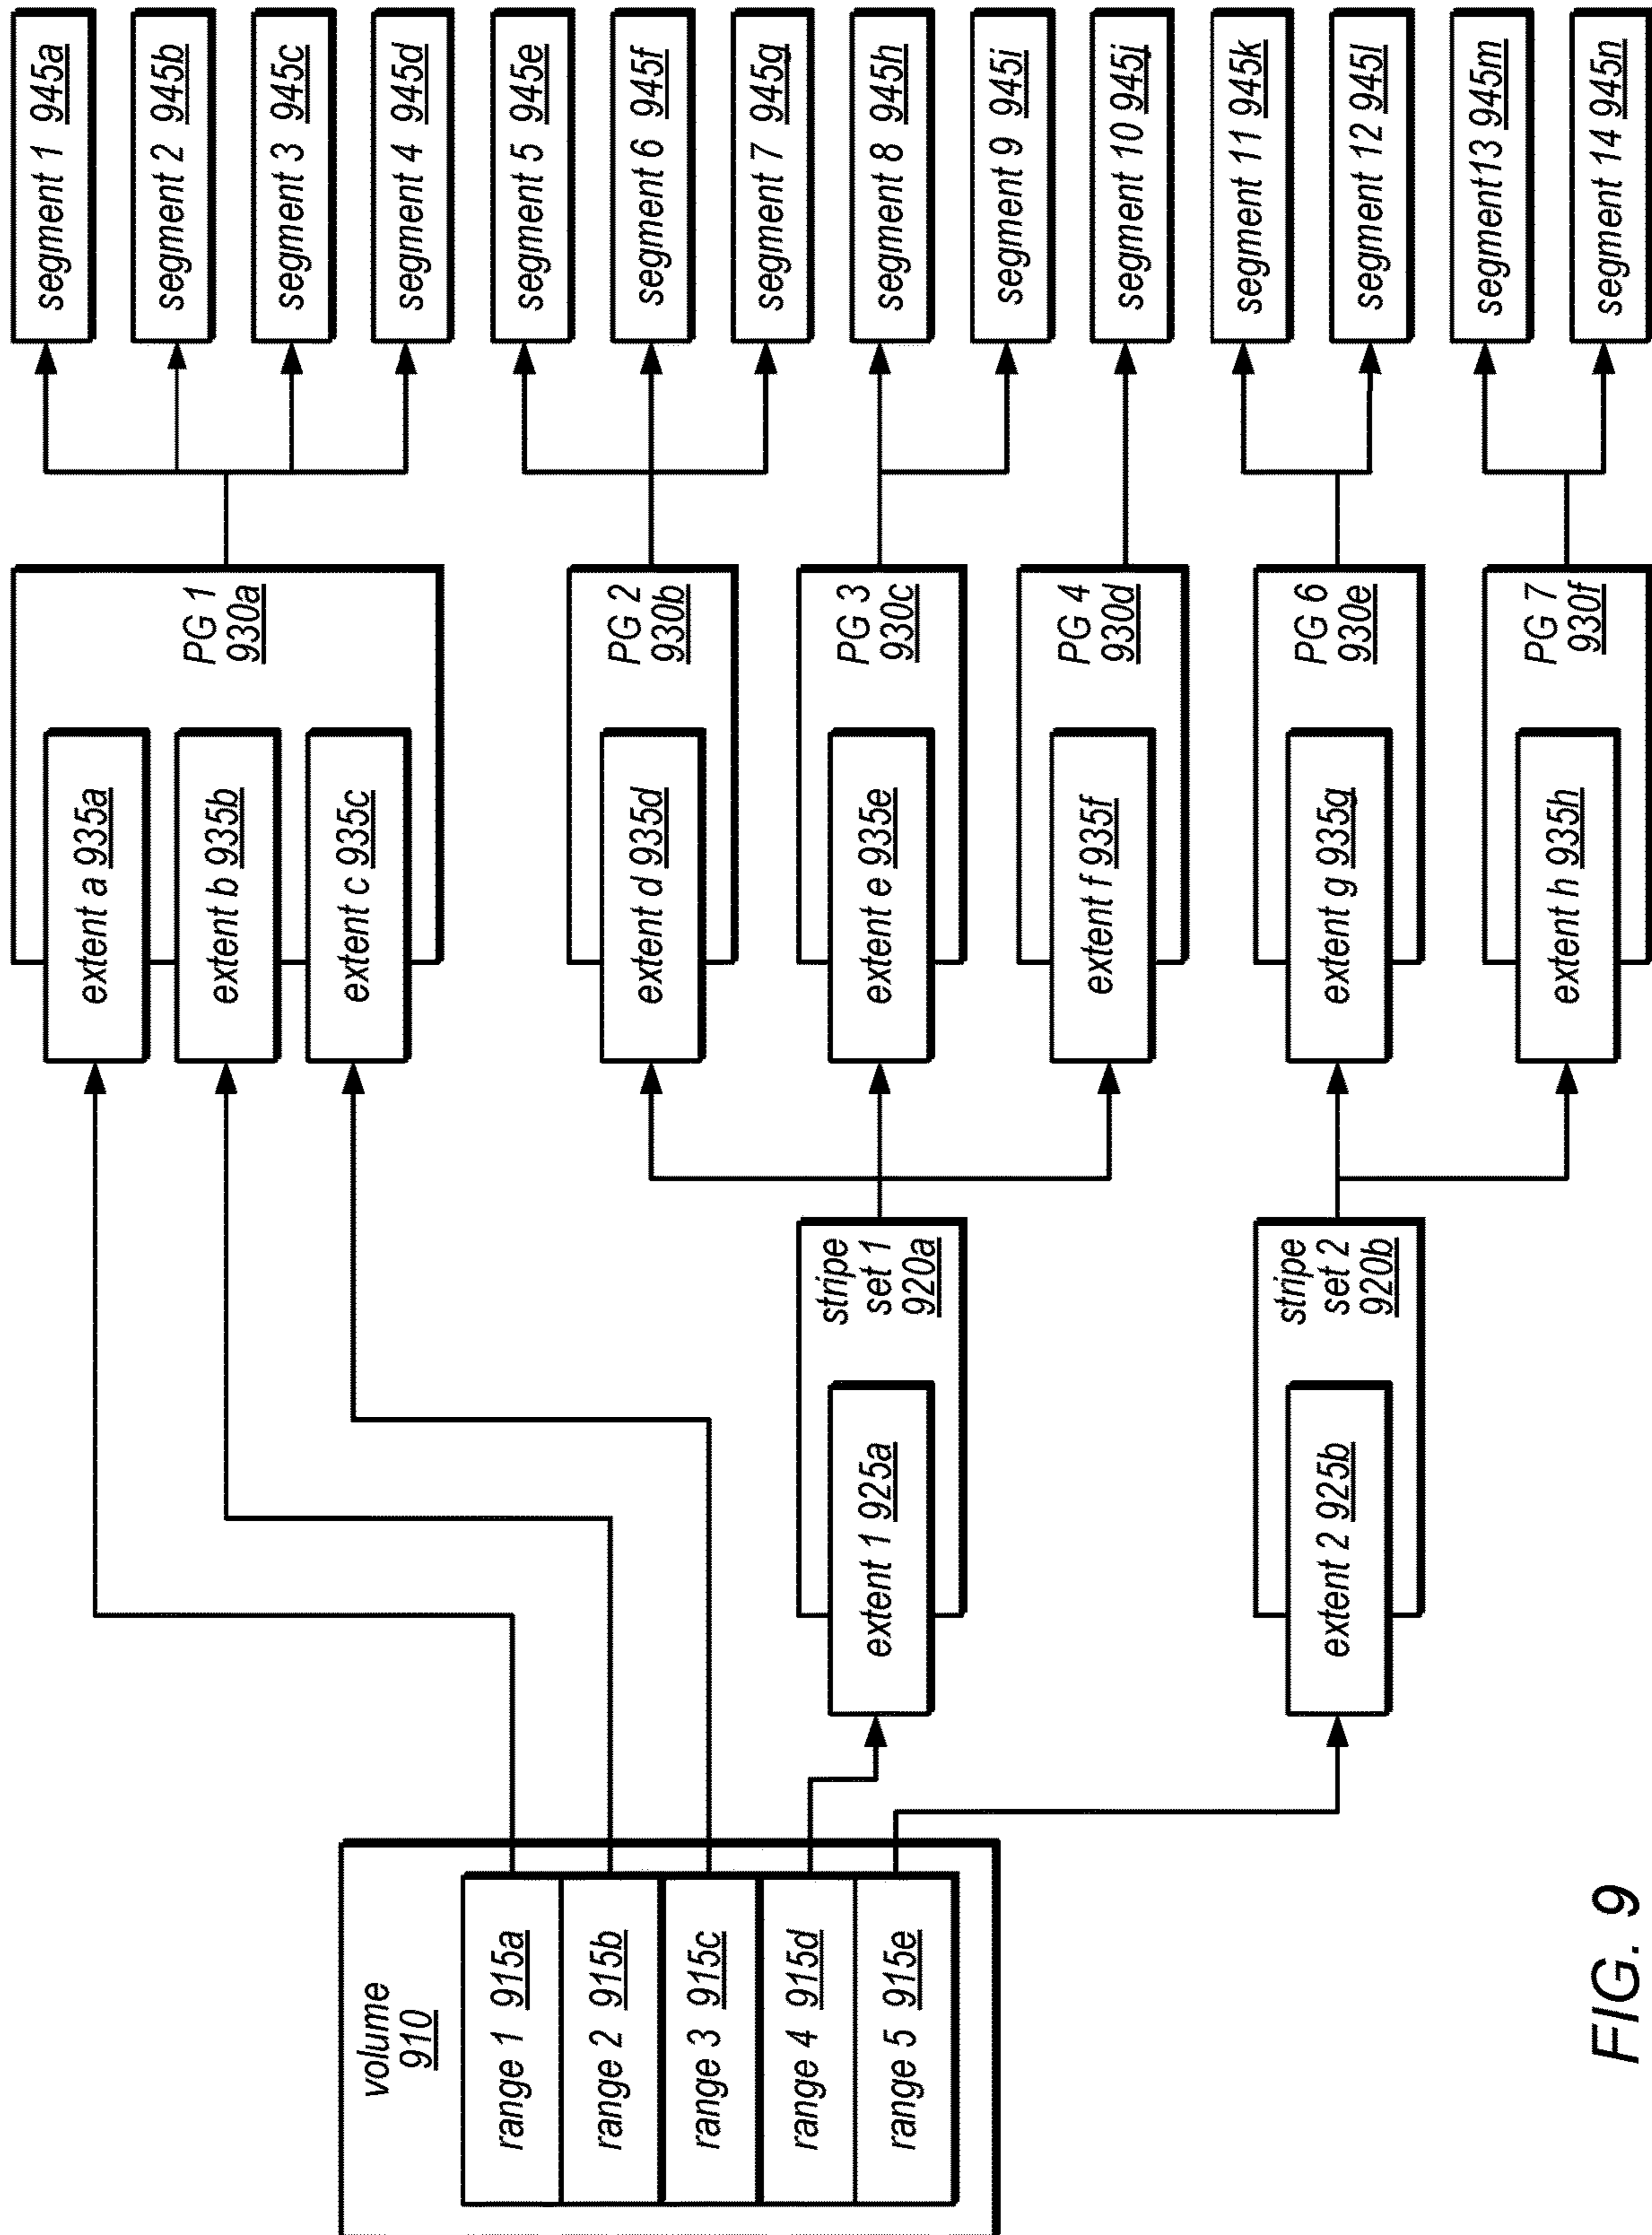 volume
910
range 1 915a
range 2 915b
range 3 915c
range 4 915d
range 5 915e
extent 1 925a
stripe
set 1
920a
extent 2 925b
stripe
set 2
920b
extent a 935a
extent b 935b
extent c 935c
PG 1
930a
extent d 935d
PG 2
930b
extent e 935e
PG 3
930c
extent f 935f
PG 4
930d
extent g 935g
PG 6
930e
extent h 935h
PG 7
930f
segment 1 945a
segment 2 945b
segment 3 945c
segment 4 945d
segment 5 945e
segment 6 945f
segment 7 945g
segment 8 945h
segment 9 945i
segment 10 945j
segment 11 945k
segment 12 945l
segment13 945m
segment 14 945n
FIG. 9